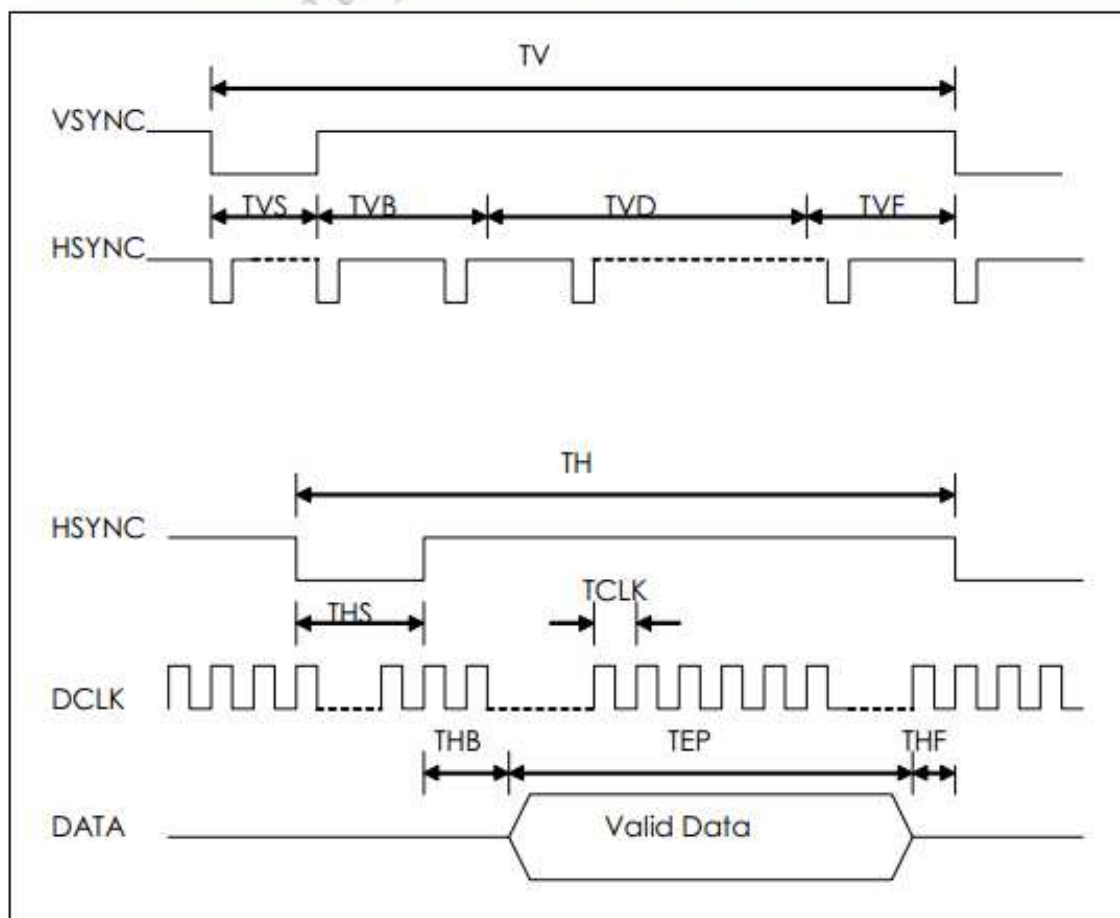 TV
VSYNC
TVS TVB TVD TVF
HSYNC
TH
HSYNC
TCLK
THS
DCLK
THB TEP THF
DATA Valid Data